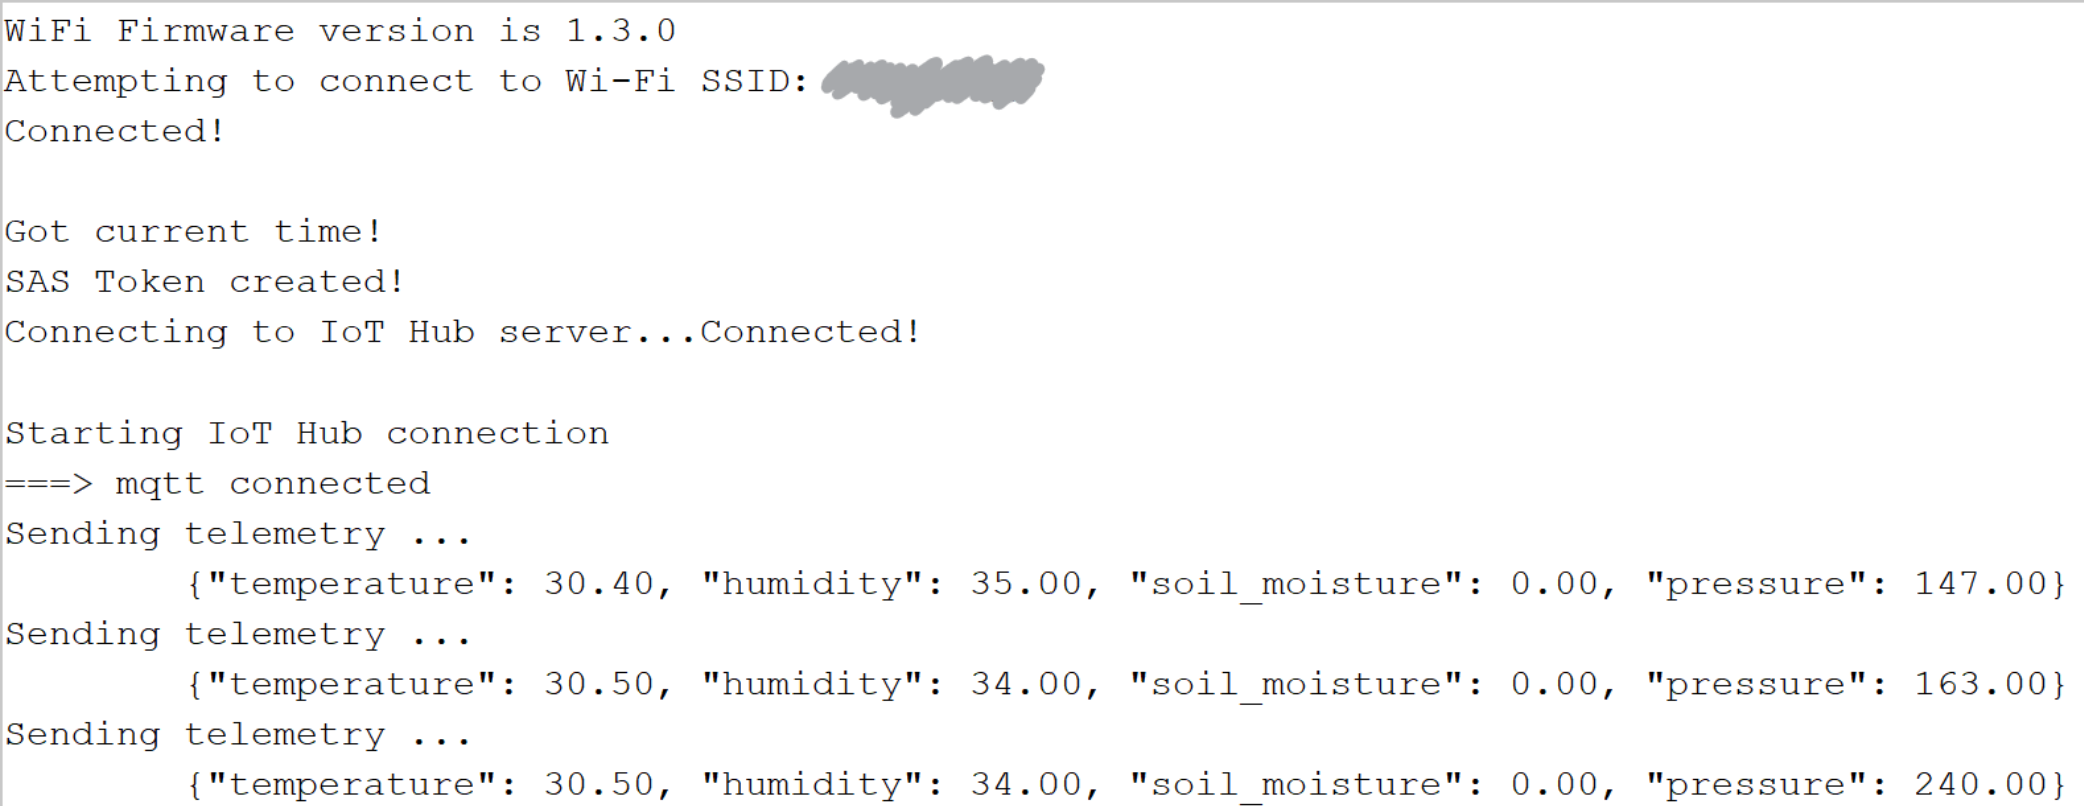 WiFi Firmware version is 1.3.0
Attempting to connect to Wi-Fi SSID:
Connected!
Got current time!
SAS Token created!
Connecting to IoT Hub server...Connected!
Starting IoT Hub connection
===> mqtt connected
Sending telemetry ...
{"temperature": 30.40, "humidity": 35.00, "soil_moisture": 0.00, "pressure": 147.00}
Sending telemetry ...
{"temperature": 30.50, "humidity": 34.00, "soil_moisture": 0.00, "pressure": 163.00}
Sending telemetry ...
{"temperature": 30.50, "humidity": 34.00, "soil_moisture": 0.00, "pressure": 240.00}